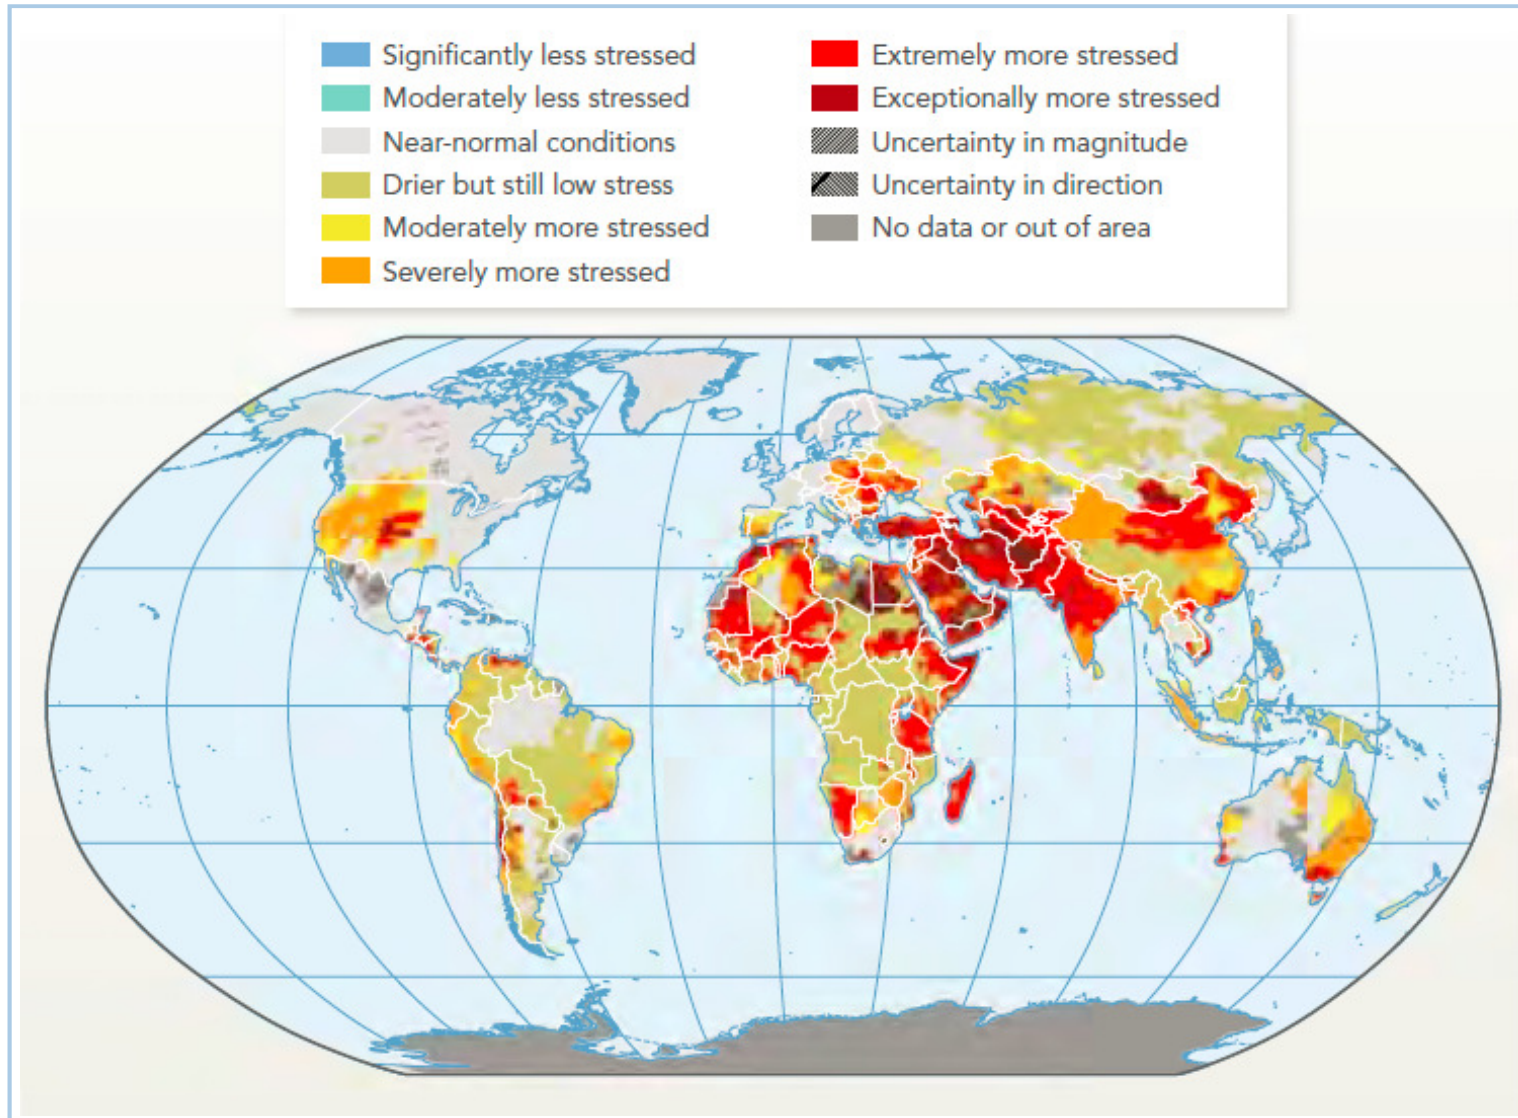 Significantly less stressed
Moderately less stressed
Near-normal conditions
Drier but still low stress
Moderately more stressed
Severely more stressed
Extremely more stressed
Exceptionally more stressed
Uncertainty in magnitude
Uncertainty in direction
No data or out of area